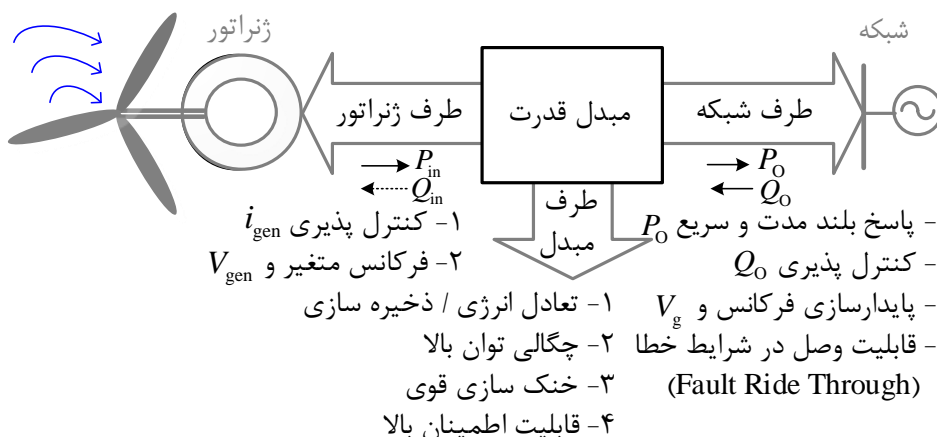 ژنراتور
شبکه
طرف ژنراتور
مبدل قدرت
طرف شبکه
P_in
Q_in
P_O
Q_O
طرف
مبدل
۱- کنترل پذیری i_gen
۲- فرکانس متغیر و V_gen
۱- تعادل انرژی / ذخیره سازی
۲- چگالی توان بالا
۳- خنک سازی قوی
۴- قابلیت اطمینان بالا
- پاسخ بلند مدت و سریع P_O
- کنترل پذیری Q_O
- پایدارسازی فرکانس و V_g
- قابلیت وصل در شرایط خطا
(Fault Ride Through)